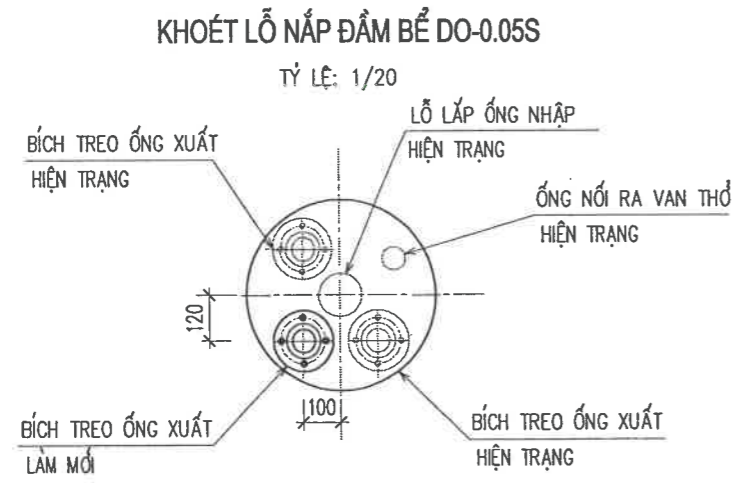 KHOÉT LỖ NẮP ĐẦM BỂ DO-0.05S
TỶ LỆ: 1/20
LỖ LẮP ỐNG NHẬP
HIỆN TRẠNG
BÍCH TREO ỐNG XUẤT
HIỆN TRẠNG
ỐNG NỐI RA VAN THỞ
HIỆN TRẠNG
120
100
BÍCH TREO ỐNG XUẤT
LÀM MỚI
BÍCH TREO ỐNG XUẤT
HIỆN TRẠNG